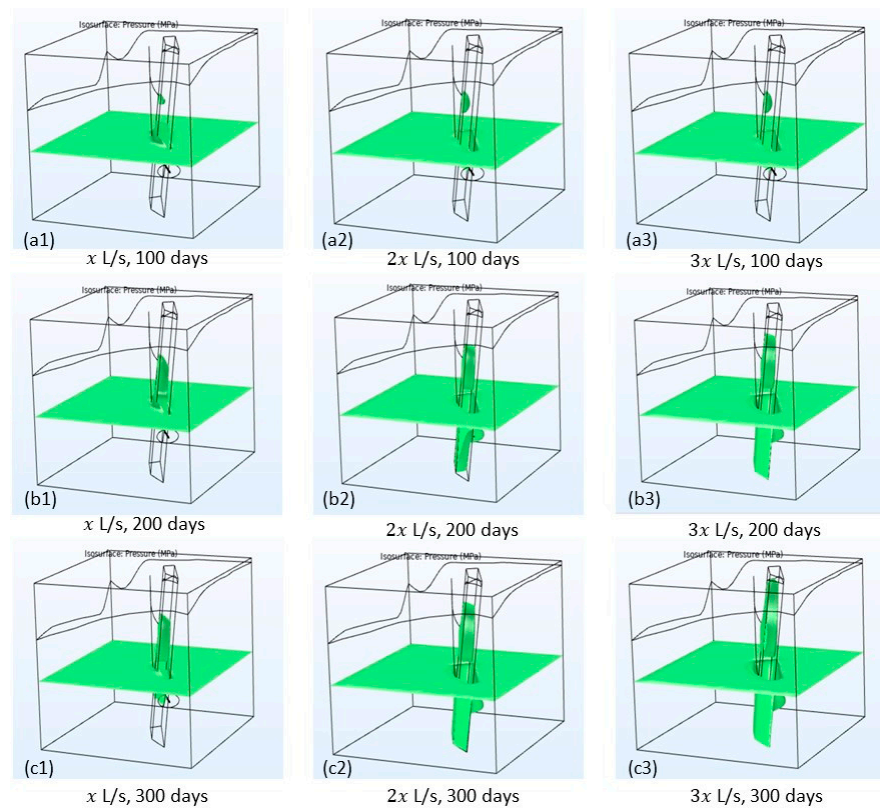 Isosurface: Pressure (MPa)
Isosurface: Pressure (MPa)
Isosurface: Pressure (MPa)
(a1)
(a2)
(a3)
x L/s, 100 days
2x L/s, 100 days
3x L/s, 100 days
Isosurface: Pressure (MPa)
Isosurface: Pressure (MPa)
Isosurface: Pressure (MPa)
(b1)
(b2)
(b3)
x L/s, 200 days
2x L/s, 200 days
3x L/s, 200 days
Isosurface: Pressure (MPa)
Isosurface: Pressure (MPa)
Isosurface: Pressure (MPa)
(c1)
(c2)
(c3)
x L/s, 300 days
2x L/s, 300 days
3x L/s, 300 days